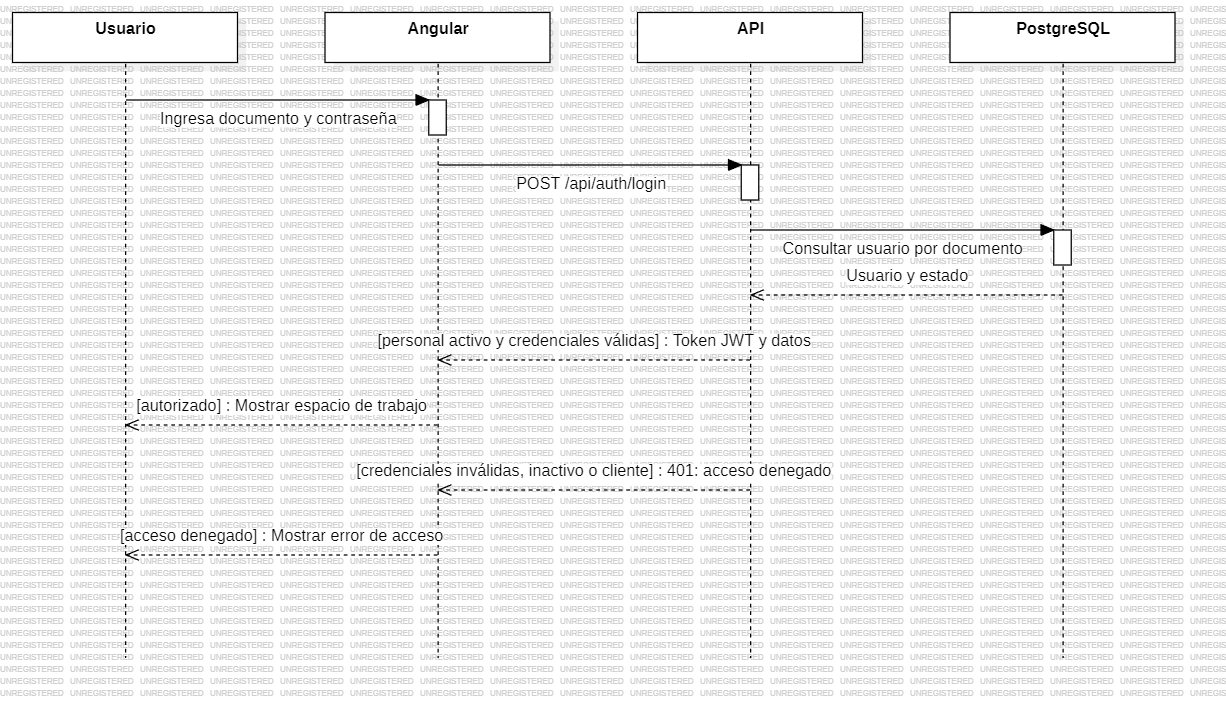 Usuario
Angular
API
PostgreSQL
Ingresa documento y contraseña
POST /api/auth/login
Consultar usuario por documento
Usuario y estado
[personal activo y credenciales válidas] : Token JWT y datos
[autorizado] : Mostrar espacio de trabajo
[credenciales inválidas, inactivo o cliente] : 401: acceso denegado
[acceso denegado] : Mostrar error de acceso
UNREGISTERED